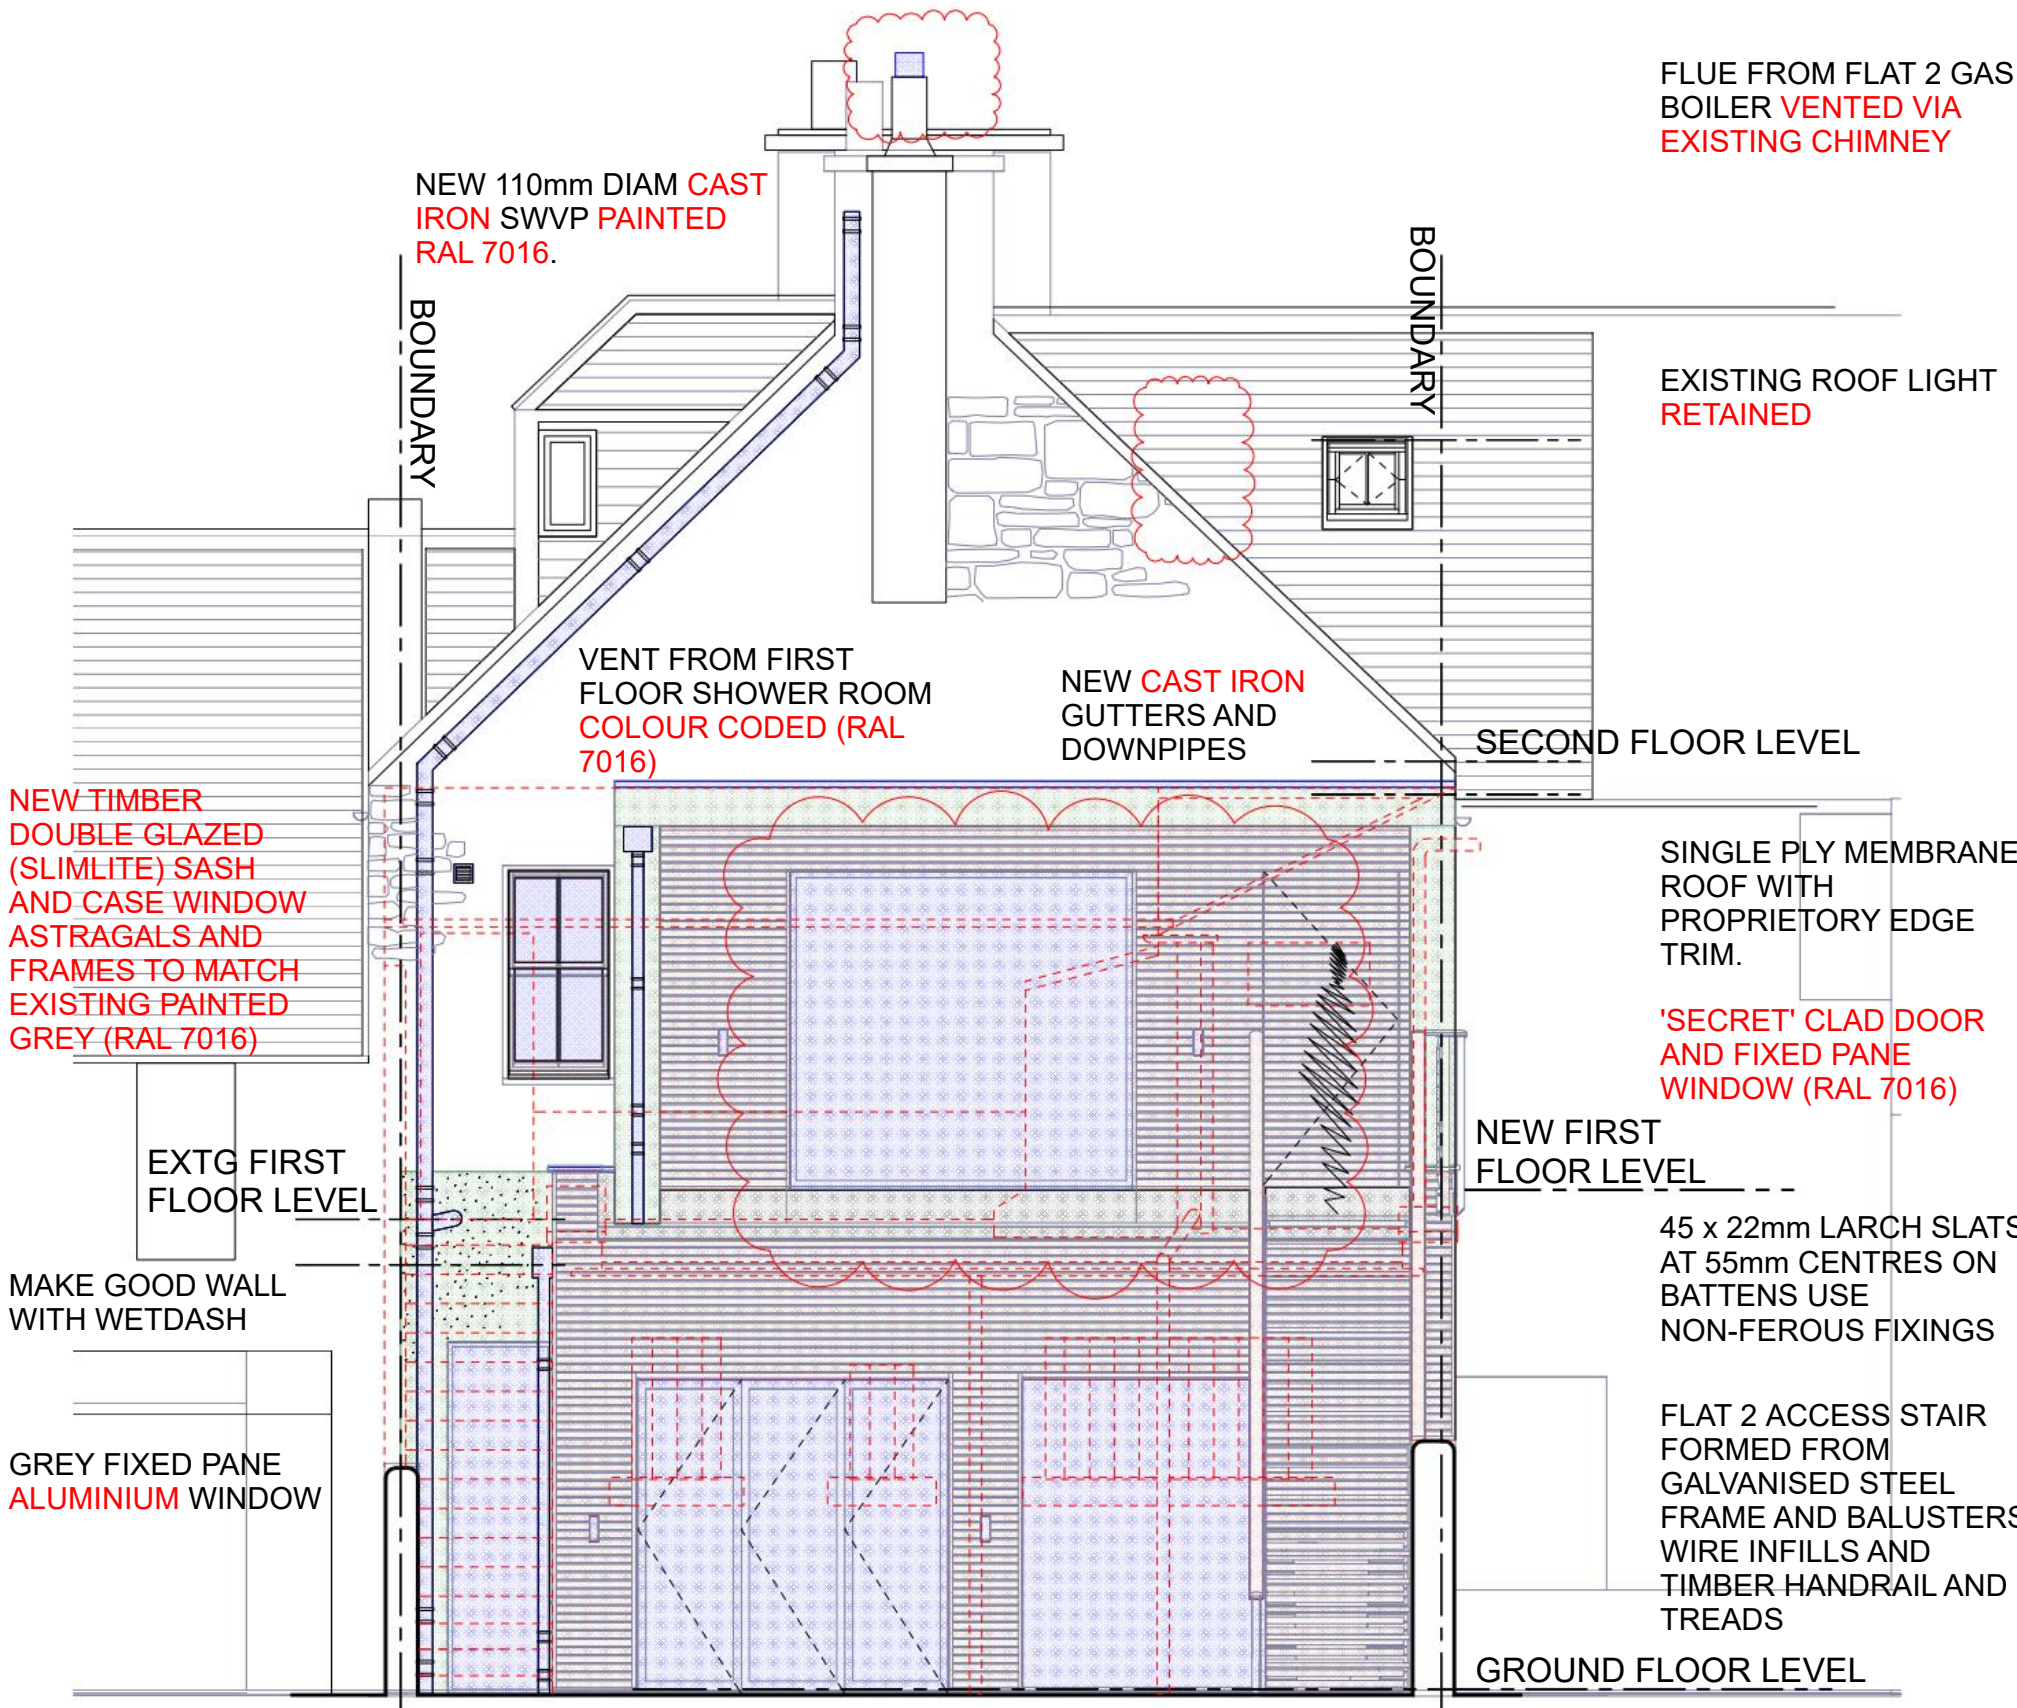 FLUE FROM FLAT 2 GAS
BOILER VENTED VIA
EXISTING CHIMNEY
NEW 110mm DIAM CAST
IRON SWVP PAINTED
RAL 7016.
BOUNDARY
BOUNDARY
EXISTING ROOF LIGHT
RETAINED
VENT FROM FIRST
FLOOR SHOWER ROOM
COLOUR CODED (RAL
7016)
NEW CAST IRON
GUTTERS AND
DOWNPIPES
SECOND FLOOR LEVEL
NEW TIMBER
DOUBLE GLAZED
(SLIMLITE) SASH
AND CASE WINDOW
ASTRAGALS AND
FRAMES TO MATCH
EXISTING PAINTED
GREY (RAL 7016)
SINGLE PLY MEMBRANE
ROOF WITH
PROPRIETORY EDGE
TRIM.
'SECRET' CLAD DOOR
AND FIXED PANE
WINDOW (RAL 7016)
EXTG FIRST
FLOOR LEVEL
NEW FIRST
FLOOR LEVEL
45 x 22mm LARCH SLATS
AT 55mm CENTRES ON
BATTENS USE
NON-FEROUS FIXINGS
MAKE GOOD WALL
WITH WETDASH
GREY FIXED PANE
ALUMINIUM WINDOW
FLAT 2 ACCESS STAIR
FORMED FROM
GALVANISED STEEL
FRAME AND BALUSTERS
WIRE INFILLS AND
TIMBER HANDRAIL AND
TREADS
GROUND FLOOR LEVEL